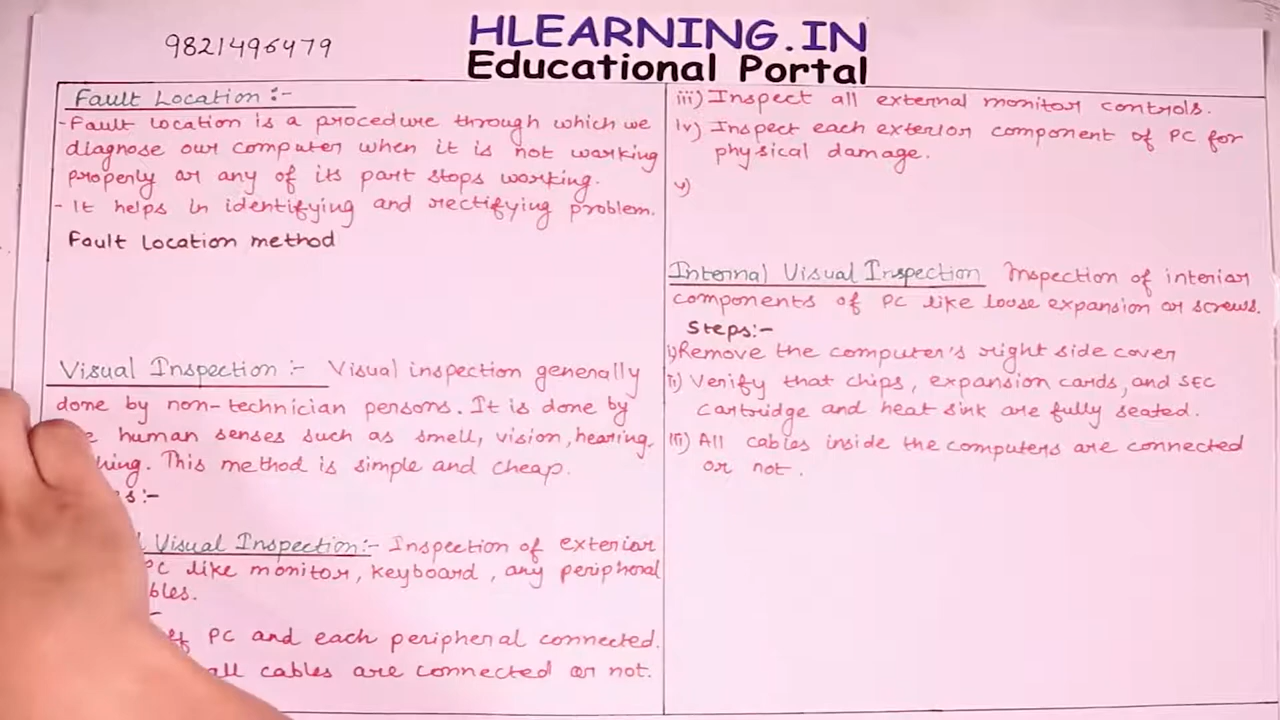 9821496479
HLEARNING.IN
Educational Portal
Fault Location :-
- Fault location is a procedure through which we
diagnose our computer when it is not working
properly or any of its part stops working.
- It helps in identifying and rectifying problem.
Fault Location method
Visual Inspection :- Visual inspection generally
done by non-technician persons. It is done by
human senses such as smell, vision, hearing,
This method is simple and cheap.
:-
Visual Inspection:- Inspection of exterior
PC like monitor, keyboard, any peripheral
PC and each peripheral connected.
all cables are connected or not.
iii) Inspect all external monitor controls.
iv) Inspect each exterior component of PC for
physical damage.
v)
Internal Visual Inspection Inspection of interior
components of PC like loose expansion or screws.
Steps:-
i) Remove the computer's right side cover
ii) Verify that chips, expansion cards, and SEC
Cartridge and heat sink are fully seated.
iii) All cables inside the computers are connected
or not.